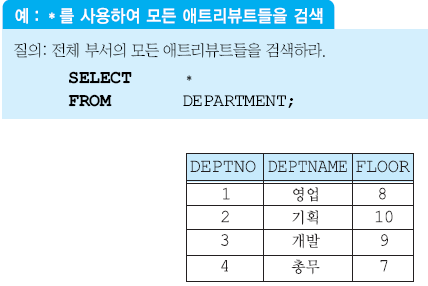 예 : *를 사용하여 모든 애트리뷰트들을 검색
질의: 전체 부서의 모든 애트리뷰트들을 검색하라.
SELECT *
FROM DEPARTMENT;
DEPTNO DEPTNAME FLOOR
1 영업 8
2 기획 10
3 개발 9
4 총무 7